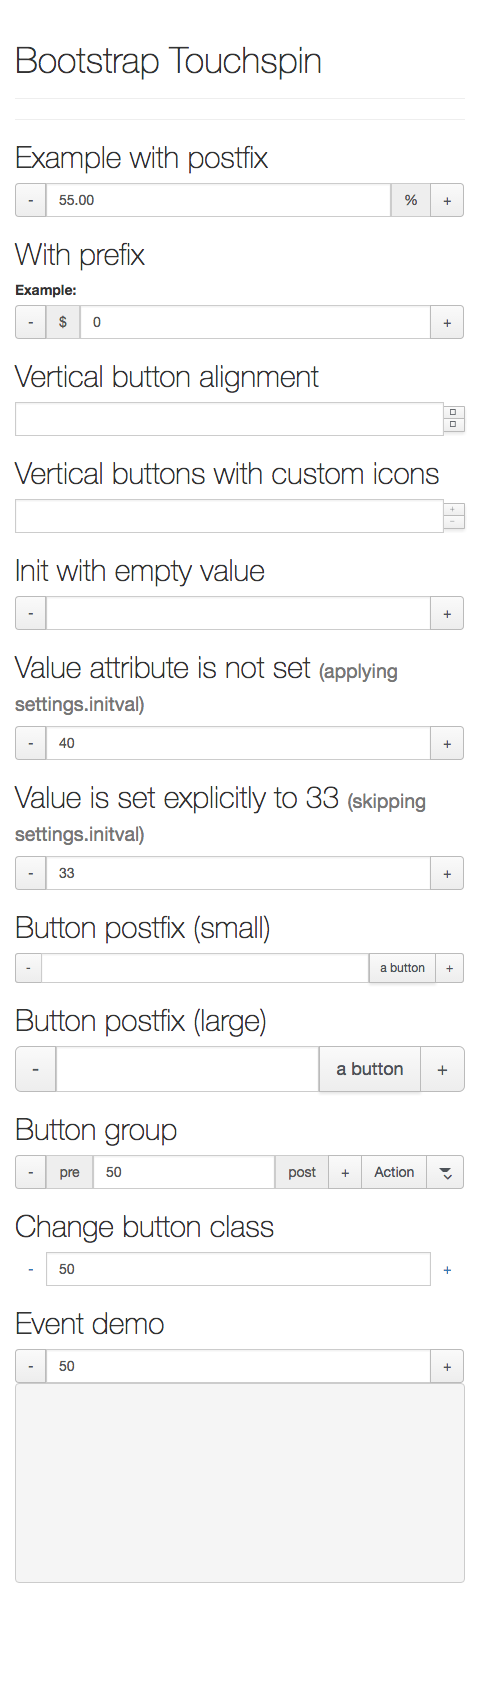 Bootstrap Touchspin
Example with postfix
- 55.00 % +
With prefix
Example:
- $ 0 +
Vertical button alignment
Vertical buttons with custom icons
+
-
Init with empty value
- +
Value attribute is not set (applying
settings.initval)
- 40 +
Value is set explicitly to 33 (skipping
settings.initval)
- 33 +
Button postfix (small)
- a button +
Button postfix (large)
- a button +
Button group
- pre 50 post + Action
Change button class
- 50 +
Event demo
- 50 +